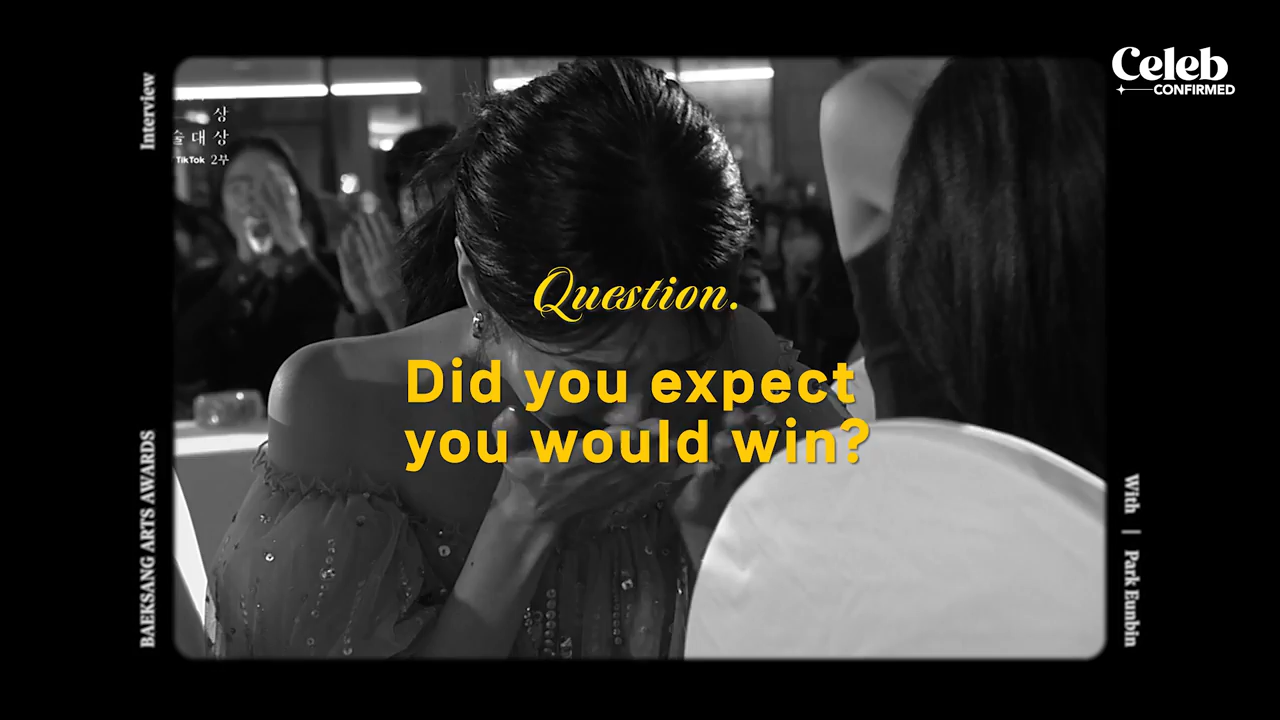 Celeb
CONFIRMED
Interview
상
술대상
TikTok 2부
Question.
Did you expect
you would win?
BAEKSANG ARTS AWARDS
With | Park Eunbin